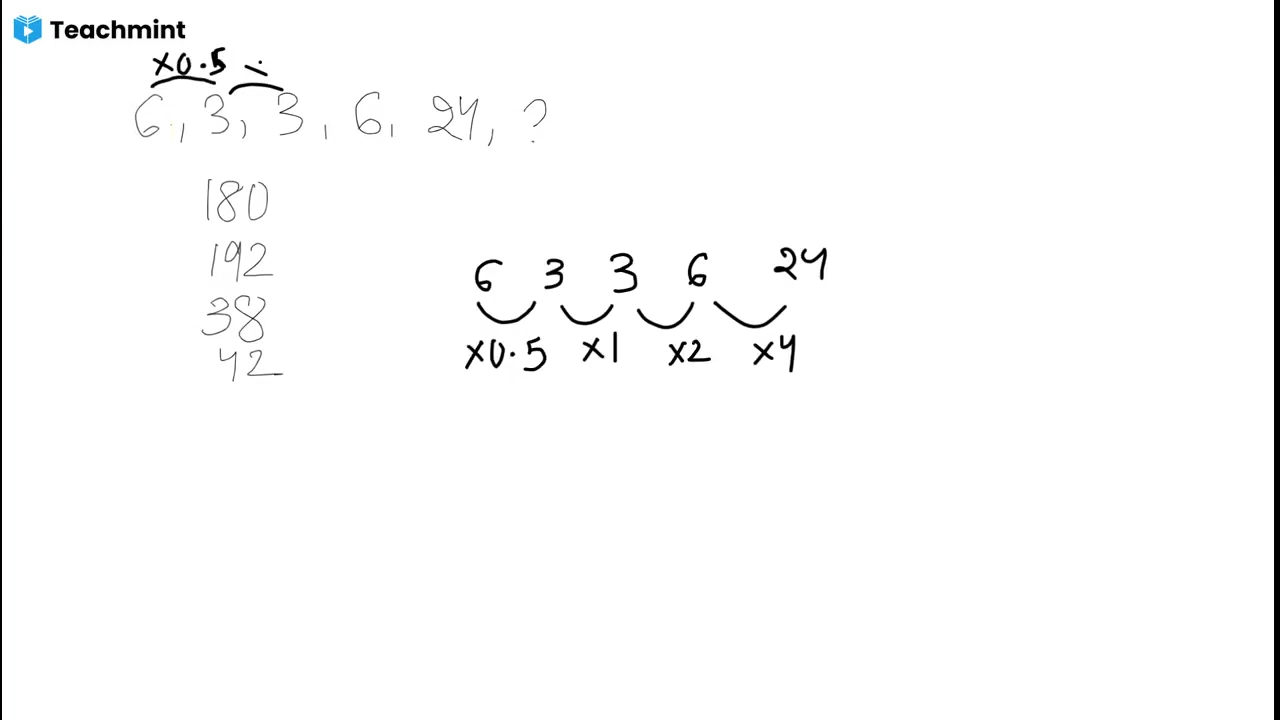 Teachmint
×0.5 ÷
6, 3, 3, 6, 24, ?
180
192
38
42
6 3 3 6 24
×0.5 ×1 ×2 ×4